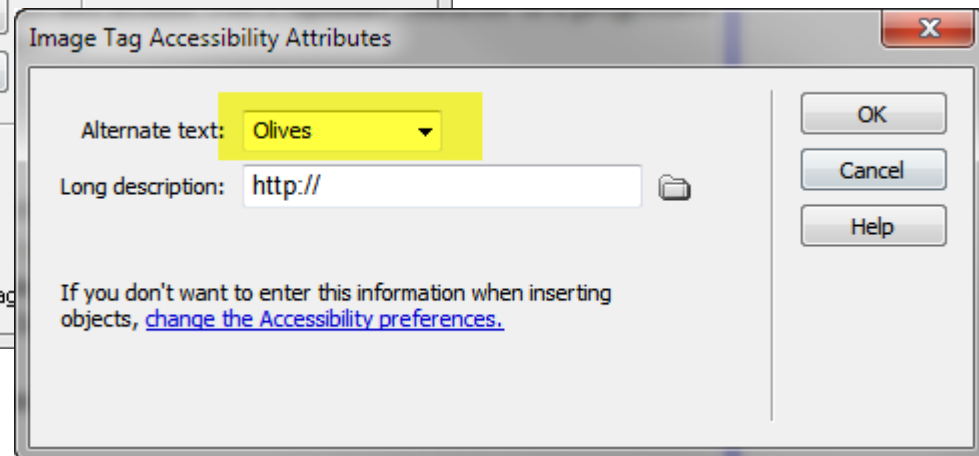 Image Tag Accessibility Attributes
Alternate text: Olives
OK
Long description: http://
Cancel
Help
If you don't want to enter this information when inserting
objects, change the Accessibility preferences.